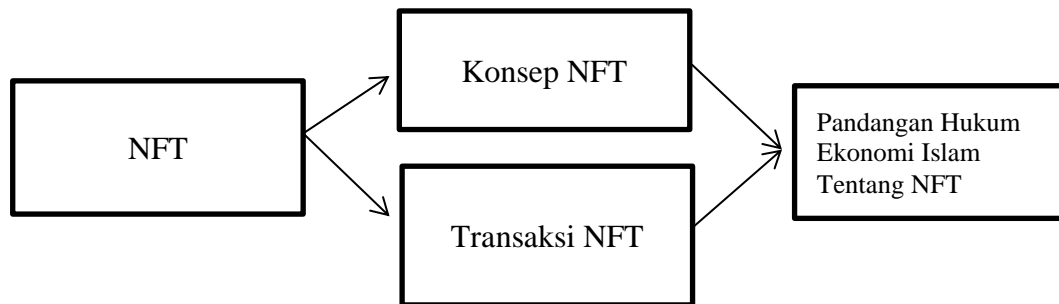 NFT
Konsep NFT
Transaksi NFT
Pandangan Hukum
Ekonomi Islam
Tentang NFT